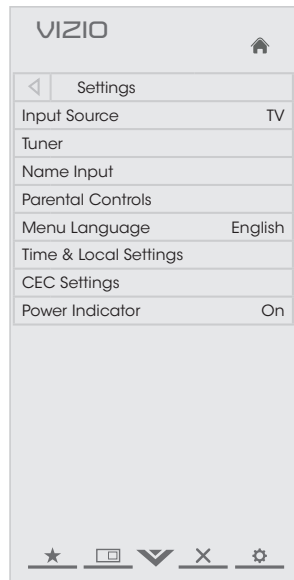 VIZIO
Settings
Input Source TV
Tuner
Name Input
Parental Controls
Menu Language English
Time & Local Settings
CEC Settings
Power Indicator On